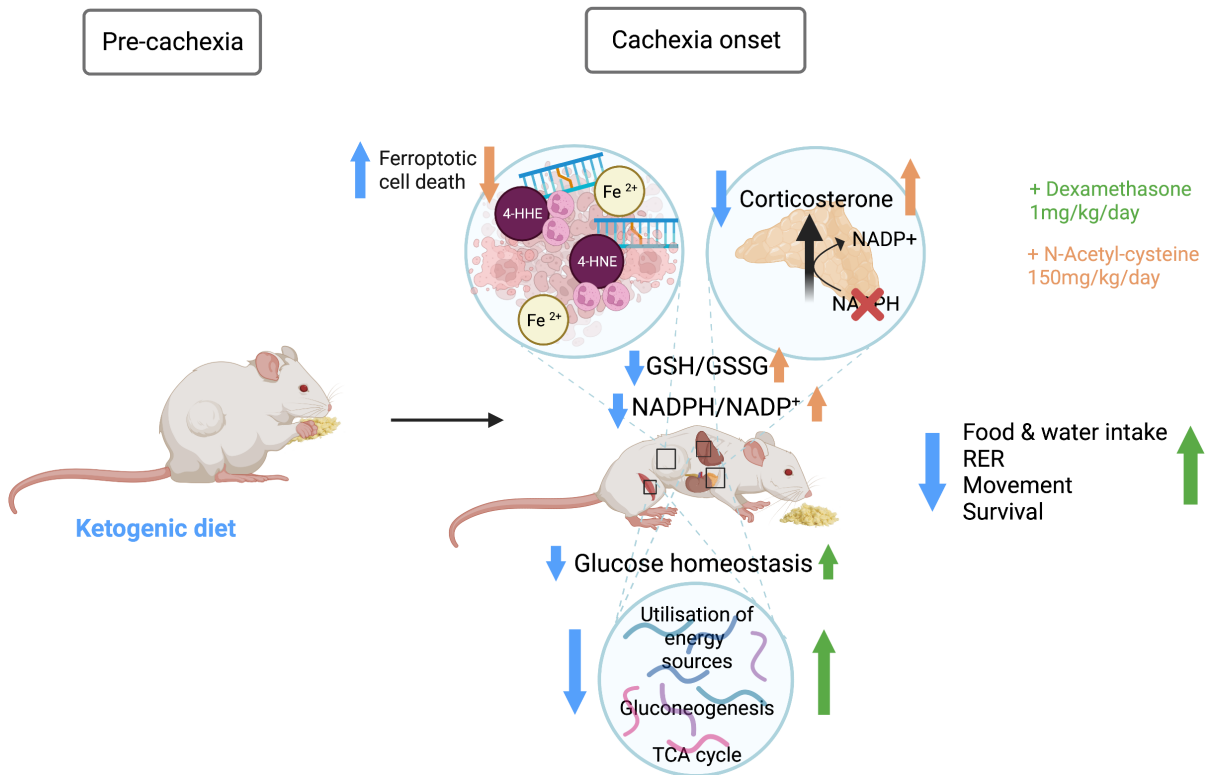 Pre-cachexia
Cachexia onset
Ferroptotic
cell death
4-HHE
Fe 2+
4-HNE
Fe 2+
Corticosterone
NADP+
NADPH
+ Dexamethasone
1mg/kg/day
+ N-Acetyl-cysteine
150mg/kg/day
GSH/GSSG
NADPH/NADP⁺
Ketogenic diet
Food & water intake
RER
Movement
Survival
Glucose homeostasis
Utilisation of
energy
sources
Gluconeogenesis
TCA cycle